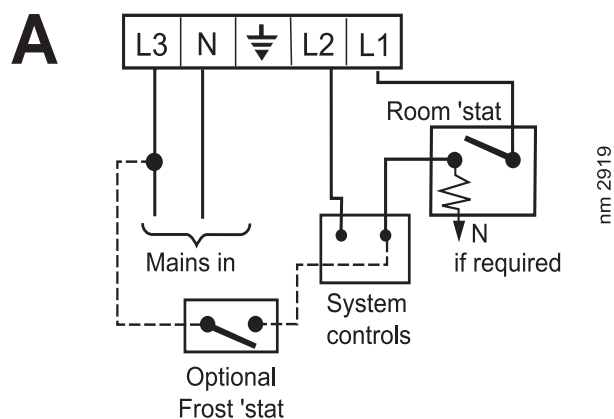 A
L3 N L2 L1
Room 'stat
nm 2919
N
if required
Mains in
System
controls
Optional
Frost 'stat